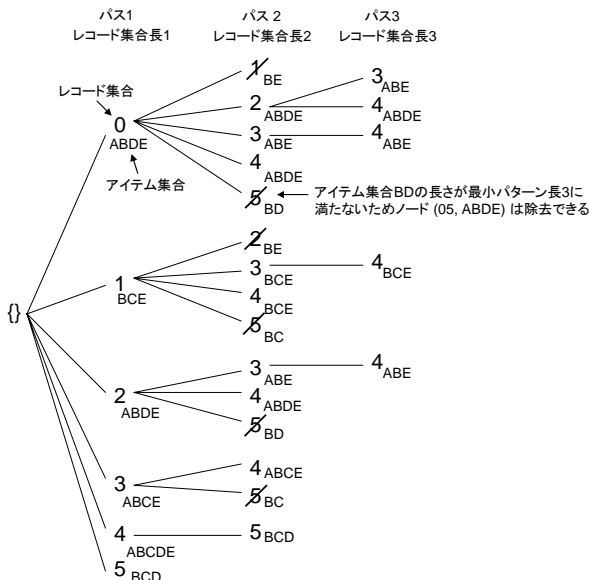 パス1
レコード集合長1
パス 2
レコード集合長2
パス3
レコード集合長3
レコード集合
アイテム集合
{}
0 ABDE
1 BE
2 ABDE
3 ABE
4 ABDE
3 ABE
4 ABE
4 ABDE
5 BD
アイテム集合BDの長さが最小パターン長3に
満たないためノード (05, ABDE) は除去できる
1 BCE
2 BE
3 BCE
4 BCE
4 BCE
5 BC
2 ABDE
3 ABE
4 ABE
4 ABDE
5 BD
3 ABCE
4 ABCE
5 BC
4 ABCDE
5 BCD
5 BCD